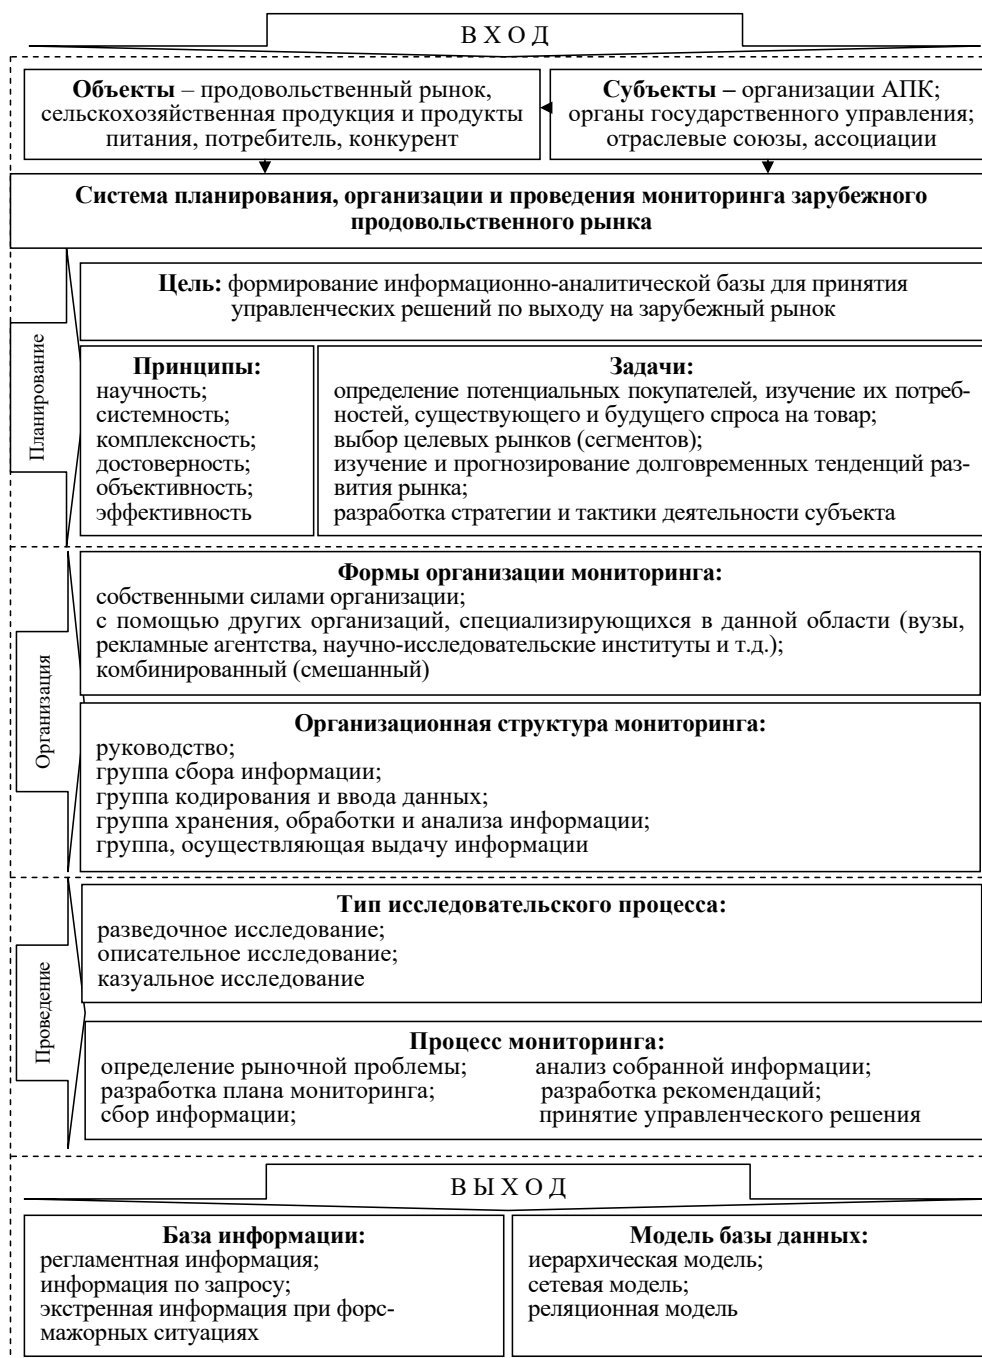 В Х О Д
Объекты – продовольственный рынок,
сельскохозяйственная продукция и продукты
питания, потребитель, конкурент
Субъекты – организации АПК;
органы государственного управления;
отраслевые союзы, ассоциации
Система планирования, организации и проведения мониторинга зарубежного
продовольственного рынка
Планирование
Цель: формирование информационно-аналитической базы для принятия
управленческих решений по выходу на зарубежный рынок
Принципы:
научность;
системность;
комплексность;
достоверность;
объективность;
эффективность
Задачи:
определение потенциальных покупателей, изучение их потреб-
ностей, существующего и будущего спроса на товар;
выбор целевых рынков (сегментов);
изучение и прогнозирование долговременных тенденций раз-
вития рынка;
разработка стратегии и тактики деятельности субъекта
Организация
Формы организации мониторинга:
собственными силами организации;
с помощью других организаций, специализирующихся в данной области (вузы,
рекламные агентства, научно-исследовательские институты и т.д.);
комбинированный (смешанный)
Организационная структура мониторинга:
руководство;
группа сбора информации;
группа кодирования и ввода данных;
группа хранения, обработки и анализа информации;
группа, осуществляющая выдачу информации
Проведение
Тип исследовательского процесса:
разведочное исследование;
описательное исследование;
казуальное исследование
Процесс мониторинга:
определение рыночной проблемы;
разработка плана мониторинга;
сбор информации;
анализ собранной информации;
разработка рекомендаций;
принятие управленческого решения
В Ы Х О Д
База информации:
регламентная информация;
информация по запросу;
экстренная информация при форс-
мажорных ситуациях
Модель базы данных:
иерархическая модель;
сетевая модель;
реляционная модель